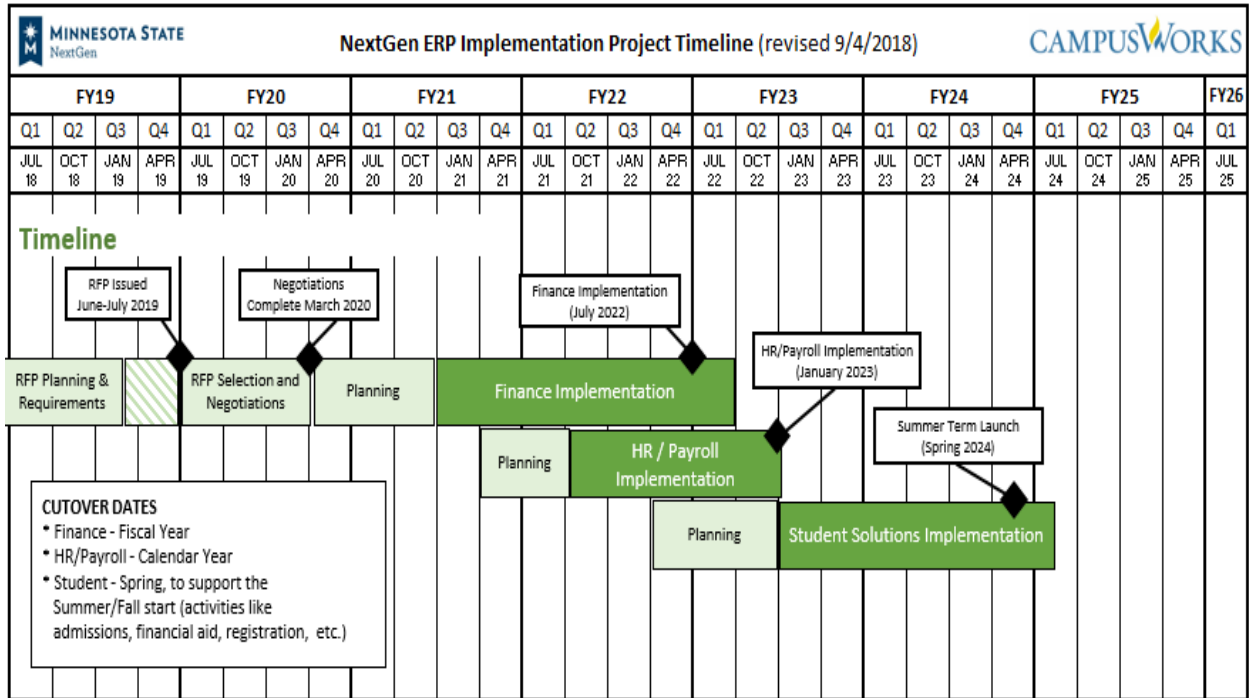 MINNESOTA STATE
NextGen
NextGen ERP Implementation Project Timeline (revised 9/4/2018)
CAMPUSWORKS
FY19 FY20 FY21 FY22 FY23 FY24 FY25 FY26
Q1 Q2 Q3 Q4 Q1 Q2 Q3 Q4 Q1 Q2 Q3 Q4 Q1 Q2 Q3 Q4 Q1 Q2 Q3 Q4 Q1 Q2 Q3 Q4 Q1 Q2 Q3 Q4 Q1
JUL OCT JAN APR JUL OCT JAN APR JUL OCT JAN APR JUL OCT JAN APR JUL OCT JAN APR JUL OCT JAN APR JUL OCT JAN APR JUL
18 18 19 19 19 19 20 20 20 20 21 21 21 21 22 22 22 22 23 23 23 23 24 24 24 24 25 25 25
Timeline
RFP Issued
June-July 2019
Negotiations
Complete March 2020
Finance Implementation
(July 2022)
HR/Payroll Implementation
(January 2023)
Summer Term Launch
(Spring 2024)
RFP Planning &
Requirements
RFP Selection and
Negotiations
Planning
Finance Implementation
Planning
HR / Payroll
Implementation
Planning
Student Solutions Implementation
CUTOVER DATES
* Finance - Fiscal Year
* HR/Payroll - Calendar Year
* Student - Spring, to support the
Summer/Fall start (activities like
admissions, financial aid, registration, etc.)